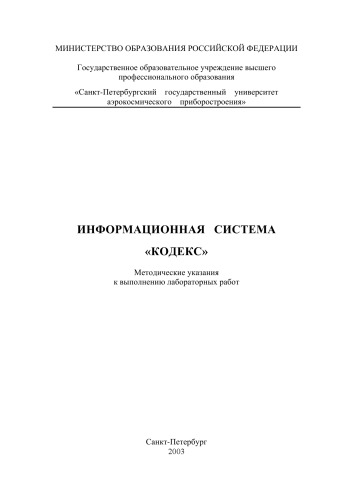 МИНИСТЕРСТВО ОБРАЗОВАНИЯ РОССИЙСКОЙ ФЕДЕРАЦИИ
Государственное образовательное учреждение высшего
профессионального образования
«Санкт-Петербургский государственный университет
аэрокосмического приборостроения»
ИНФОРМАЦИОННАЯ СИСТЕМА
«КОДЕКС»
Методические указания
к выполнению лабораторных работ
Санкт-Петербург
2003